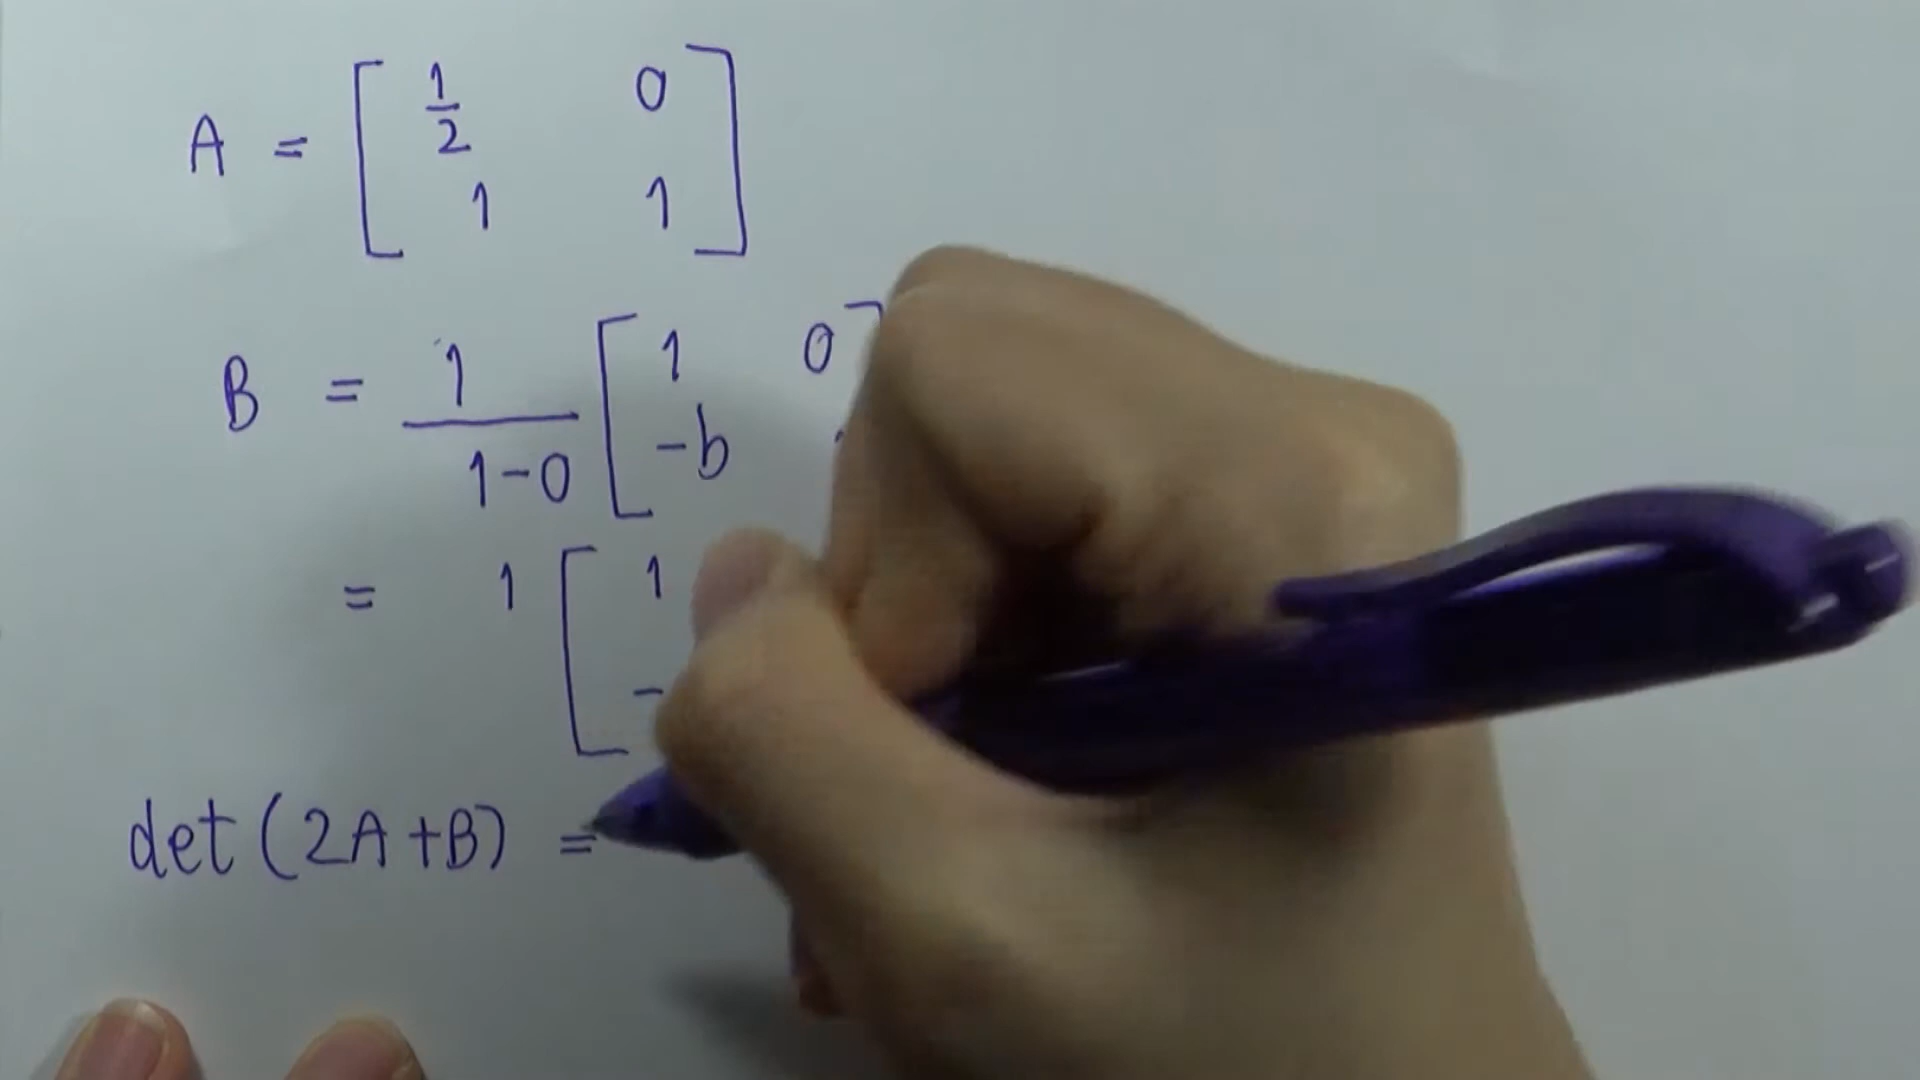 A = [ 1/2 0
1 1 ]
B = 1/1-0 [ 1 0 ]
-b
= 1 [ 1
-
det (2A+B) =